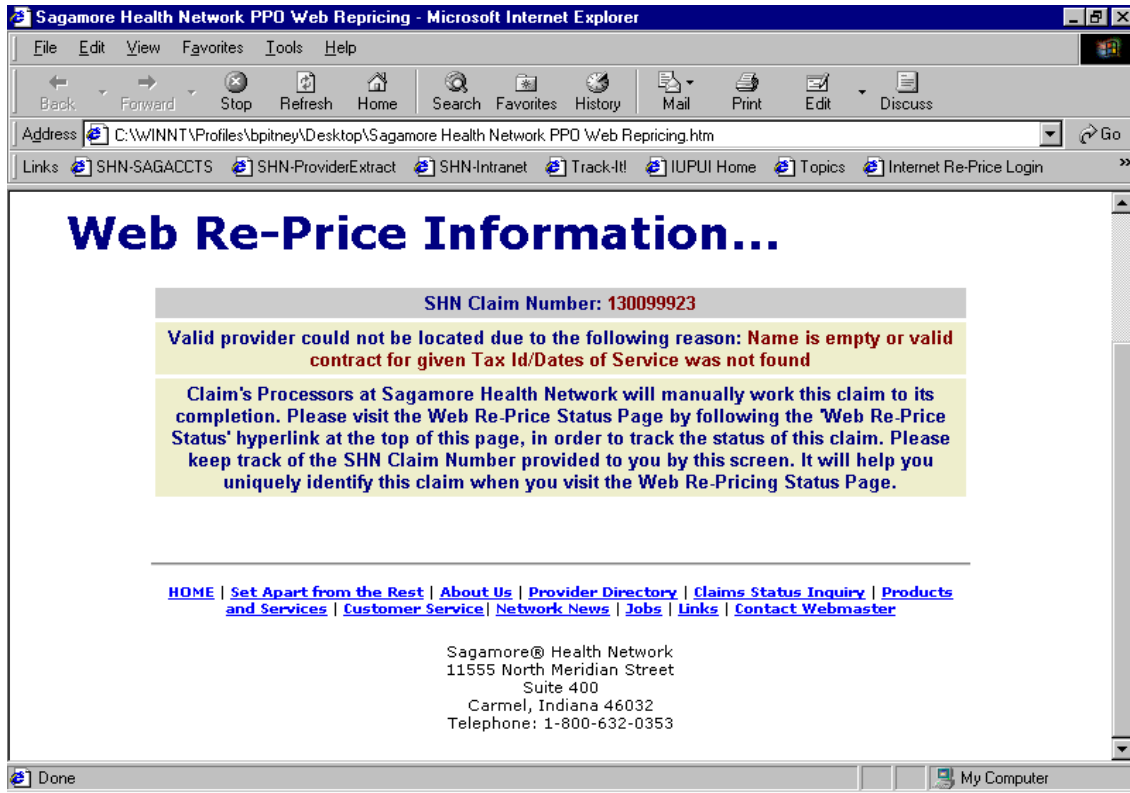 Sagamore Health Network PPO Web Repricing - Microsoft Internet Explorer
File Edit View Favorites Tools Help
Back Forward Stop Refresh Home Search Favorites History Mail Print Edit Discuss
Address C:\WINNT\Profiles\bpitney\Desktop\Sagamore Health Network PPO Web Repricing.htm Go
Links SHN-SAGACCTS SHN-ProviderExtract SHN-Intranet Track-It! IUPUI Home Topics Internet Re-Price Login »
Web Re-Price Information...
SHN Claim Number: 130099923
Valid provider could not be located due to the following reason: Name is empty or valid
contract for given Tax Id/Dates of Service was not found
Claim's Processors at Sagamore Health Network will manually work this claim to its
completion. Please visit the Web Re-Price Status Page by following the 'Web Re-Price
Status' hyperlink at the top of this page, in order to track the status of this claim. Please
keep track of the SHN Claim Number provided to you by this screen. It will help you
uniquely identify this claim when you visit the Web Re-Pricing Status Page.
HOME | Set Apart from the Rest | About Us | Provider Directory | Claims Status Inquiry | Products
and Services | Customer Service| Network News | Jobs | Links | Contact Webmaster
Sagamore® Health Network
11555 North Meridian Street
Suite 400
Carmel, Indiana 46032
Telephone: 1-800-632-0353
Done My Computer